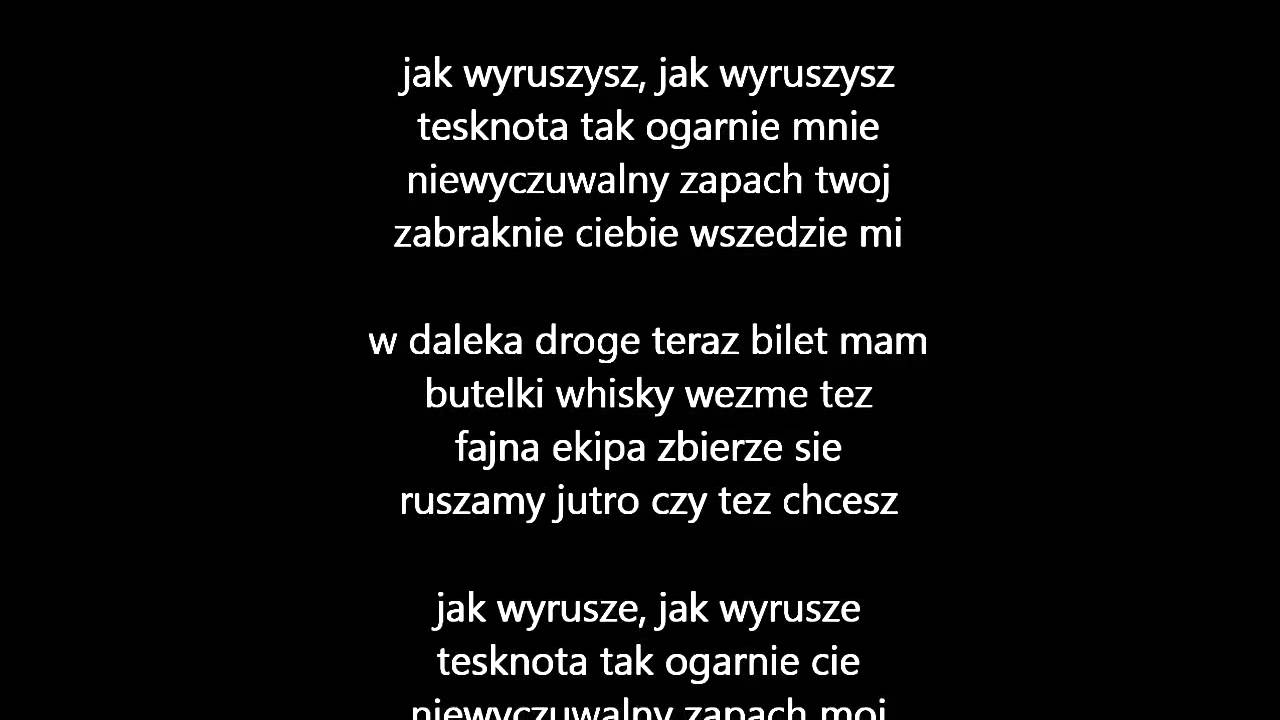 jak wyruszysz, jak wyruszysz
tesknota tak ogarnie mnie
niewyczuwalny zapach twoj
zabraknie ciebie wszedzie mi
w daleka droge teraz bilet mam
butelki whisky wezme tez
fajna ekipa zbierze sie
ruszamy jutro czy tez chcesz
jak wyrusze, jak wyrusze
tesknota tak ogarnie cie
niewyczuwalny zapach moj